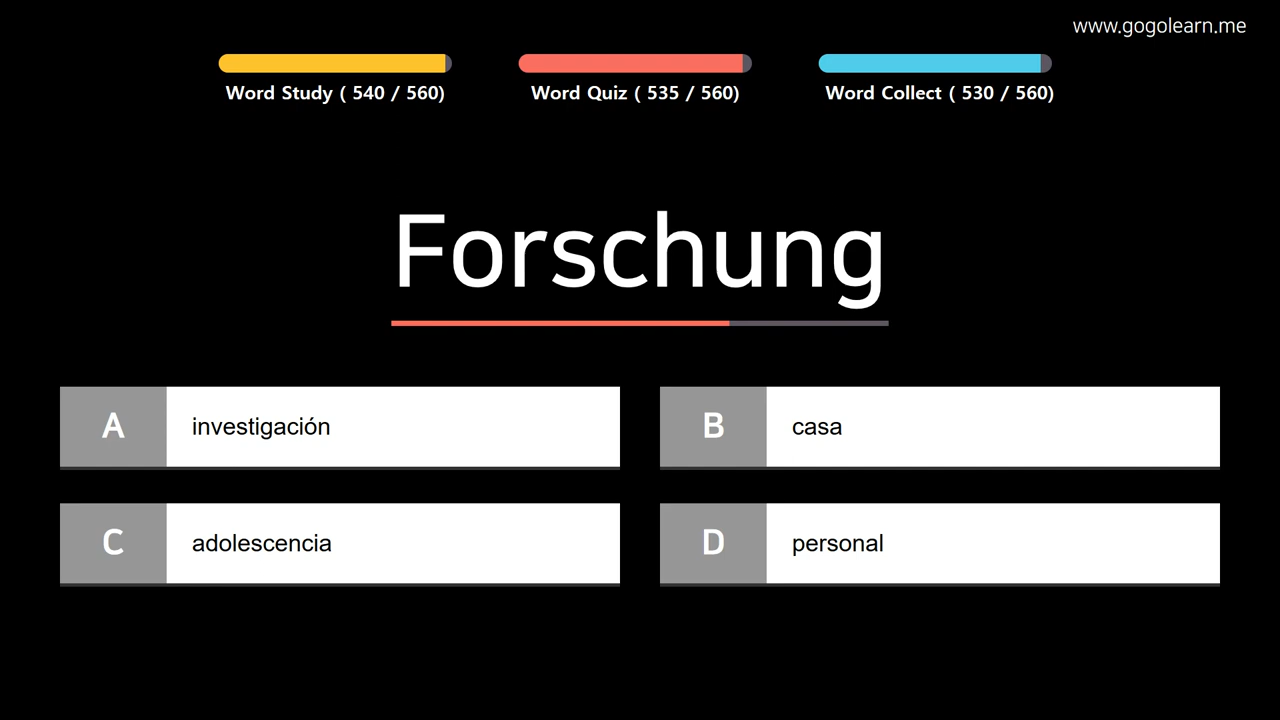 www.gogolearn.me
Word Study ( 540 / 560)
Word Quiz ( 535 / 560)
Word Collect ( 530 / 560)
Forschung
A investigación
B casa
C adolescencia
D personal